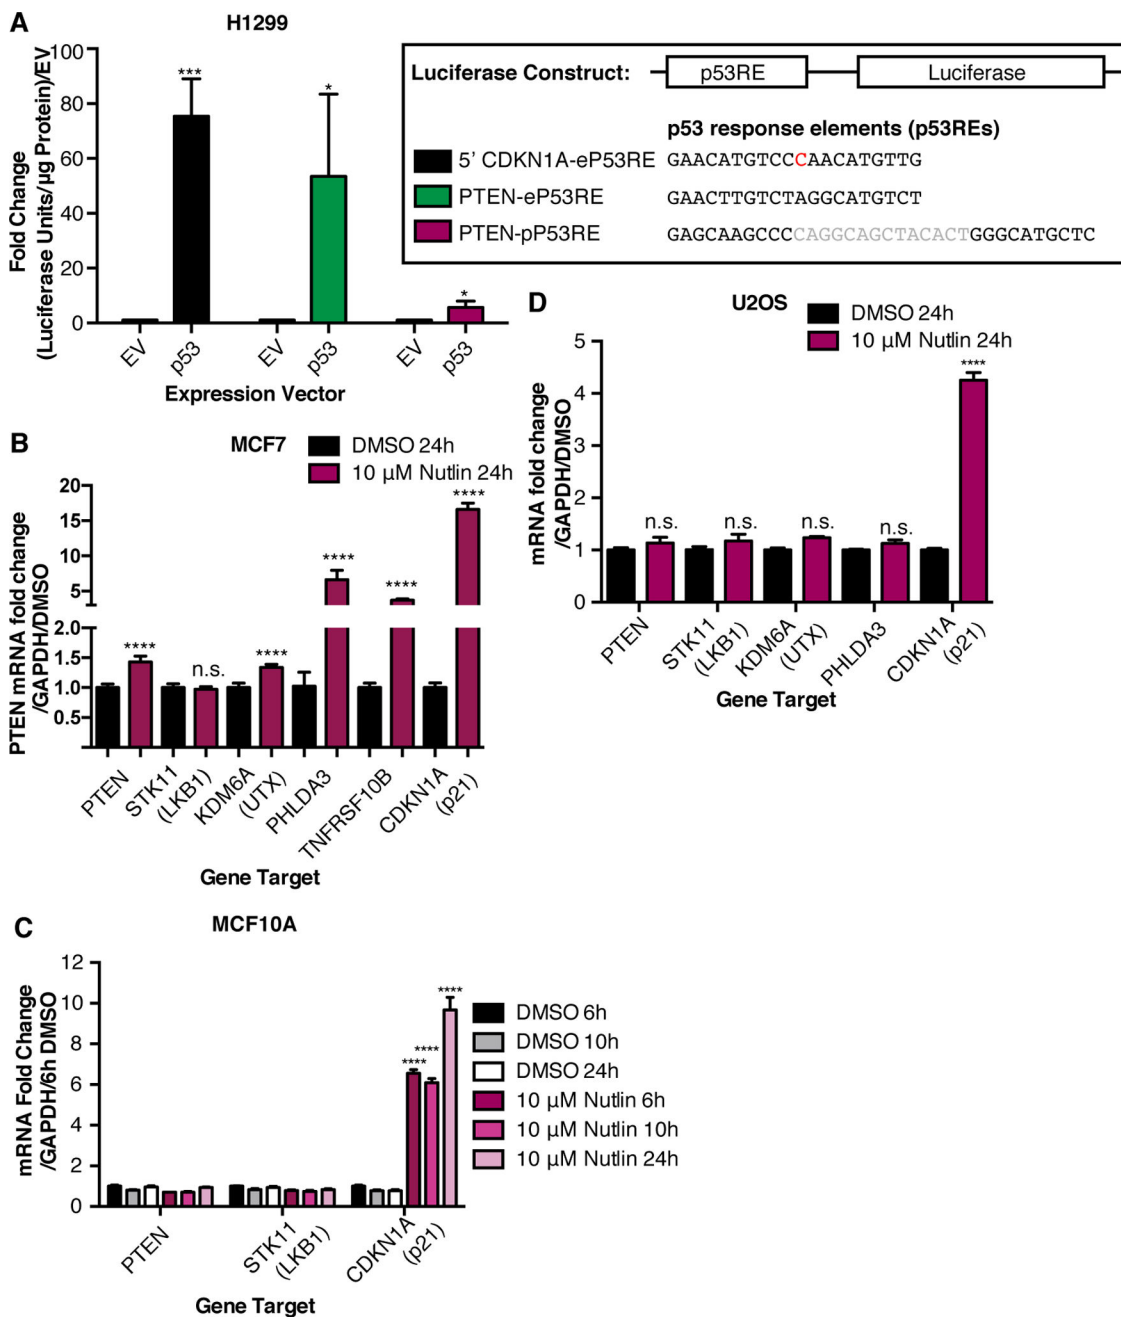 A
H1299
Fold Change
(Luciferase Units/µg Protein)/EV
100
80
60
40
20
0
***
*
*
EV
p53
EV
p53
EV
p53
Expression Vector
Luciferase Construct:
p53RE
Luciferase
p53 response elements (p53REs)
5’ CDKN1A-eP53RE
GAACATGTCCCAACATGTTG
PTEN-eP53RE
GAACTTGTCTAGGCATGTCT
PTEN-pP53RE
GAGCAAGCCCCAGGCAGCTACACTGGGCATGCTC
D
U2OS
DMSO 24h
10 µM Nutlin 24h
mRNA fold change
/GAPDH/DMSO
5
4
3
2
1
0
n.s.
n.s.
n.s.
n.s.
****
PTEN
STK11
(LKB1)
KDM6A
(UTX)
PHLDA3
CDKN1A
(p21)
Gene Target
B
MCF7
DMSO 24h
10 µM Nutlin 24h
PTEN mRNA fold change
/GAPDH/DMSO
20
15
10
5
2.0
1.5
1.0
0.5
****
n.s.
****
****
****
****
PTEN
STK11
(LKB1)
KDM6A
(UTX)
PHLDA3
TNFRSF10B
CDKN1A
(p21)
Gene Target
C
MCF10A
mRNA Fold Change
/GAPDH/6h DMSO
12
10
8
6
4
2
0
****
****
****
PTEN
STK11
(LKB1)
CDKN1A
(p21)
Gene Target
DMSO 6h
DMSO 10h
DMSO 24h
10 µM Nutlin 6h
10 µM Nutlin 10h
10 µM Nutlin 24h